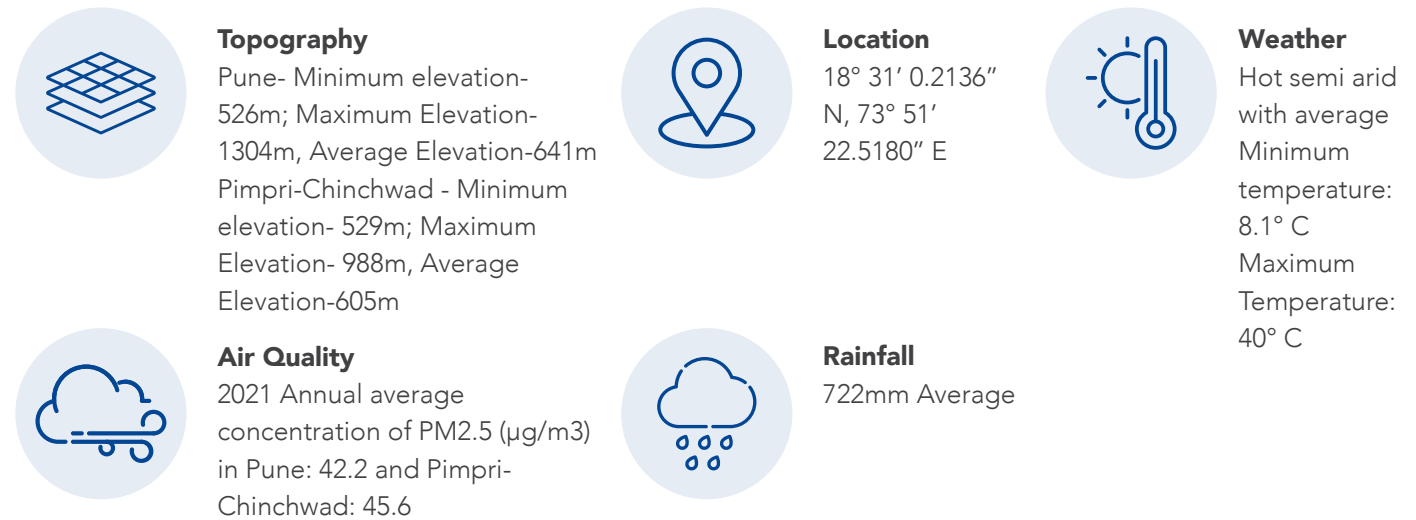 Topography
Pune- Minimum elevation-
526m; Maximum Elevation-
1304m, Average Elevation-641m
Pimpri-Chinchwad - Minimum
elevation- 529m; Maximum
Elevation- 988m, Average
Elevation-605m
Location
18° 31’ 0.2136”
N, 73° 51’
22.5180” E
Weather
Hot semi arid
with average
Minimum
temperature:
8.1° C
Maximum
Temperature:
40° C
Air Quality
2021 Annual average
concentration of PM2.5 (µg/m3)
in Pune: 42.2 and Pimpri-
Chinchwad: 45.6
Rainfall
722mm Average